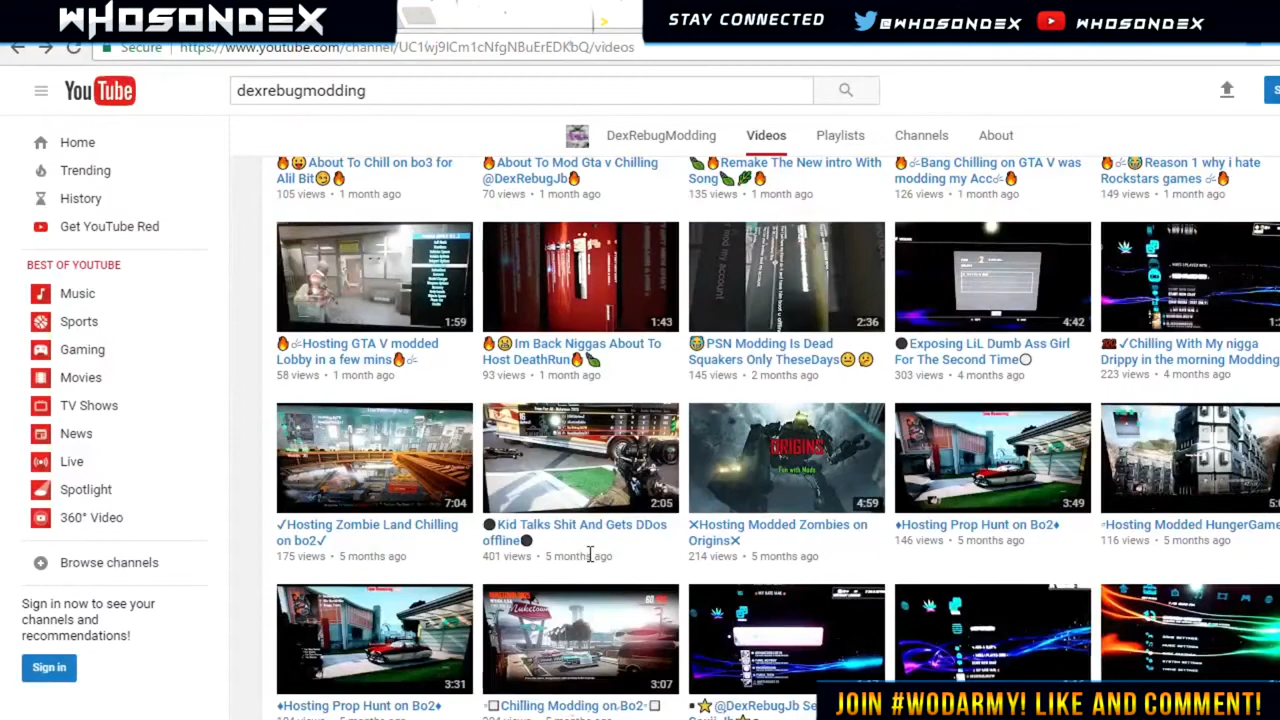 WHOSONDEX
STAY CONNECTED
@WHOSONDEX
WHOSONDEX
Secure
YouTube
dexrebugmodding
DexRebugModding
Videos
Playlists
Channels
About
Home
Trending
History
Get YouTube Red
BEST OF YOUTUBE
Music
Sports
Gaming
Movies
TV Shows
News
Live
Spotlight
360° Video
Browse channels
Sign in now to see your
channels and
recommendations!
Sign in
About To Chill on bo3 for
Alil Bit
105 views • 1 month ago
About To Mod Gta v Chilling
@DexRebugJb
70 views • 1 month ago
Remake The New intro With
Song
135 views • 1 month ago
Bang Chilling on GTA V was
modding my Acc
126 views • 1 month ago
Reason 1 why i hate
Rockstars games
149 views • 1 month ago
1:59
Hosting GTA V modded
Lobby in a few mins
58 views • 1 month ago
1:43
Im Back Niggas About To
Host DeathRun
93 views • 1 month ago
2:36
PSN Modding Is Dead
Squakers Only TheseDays
145 views • 2 months ago
4:42
Exposing LiL Dumb Ass Girl
For The Second Time
303 views • 4 months ago
✓Chilling With My nigga
Drippy in the morning Modding
223 views • 4 months ago
7:04
✓Hosting Zombie Land Chilling
on bo2✓
175 views • 5 months ago
2:05
Kid Talks Shit And Gets DDos
offline
401 views • 5 months ago
ORIGINS
Fun with Mods
4:59
✕Hosting Modded Zombies on
Origins✕
214 views • 5 months ago
3:49
♦Hosting Prop Hunt on Bo2♦
146 views • 5 months ago
Hosting Modded HungerGame
116 views • 5 months ago
3:31
♦Hosting Prop Hunt on Bo2♦
3:07
Chilling Modding on Bo2
@DexRebugJb Se
JOIN #WODARMY! LIKE AND COMMENT!